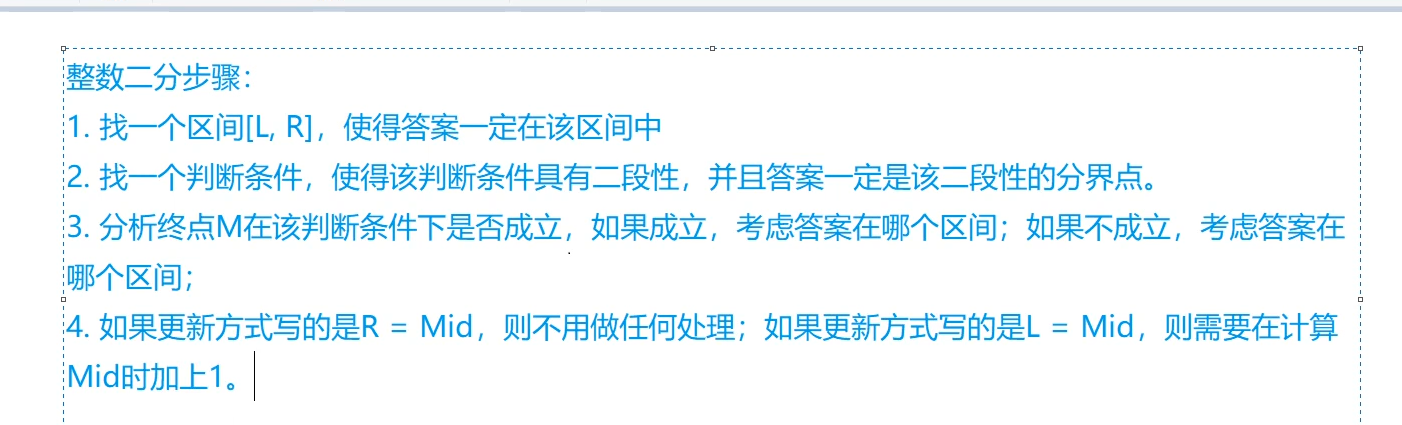 整数二分步骤：
1. 找一个区间[L, R]，使得答案一定在该区间中
2. 找一个判断条件，使得该判断条件具有二段性，并且答案一定是该二段性的分界点。
3. 分析终点M在该判断条件下是否成立，如果成立，考虑答案在哪个区间；如果不成立，考虑答案在
哪个区间；
4. 如果更新方式写的是R = Mid，则不用做任何处理；如果更新方式写的是L = Mid，则需要在计算
Mid时加上1。